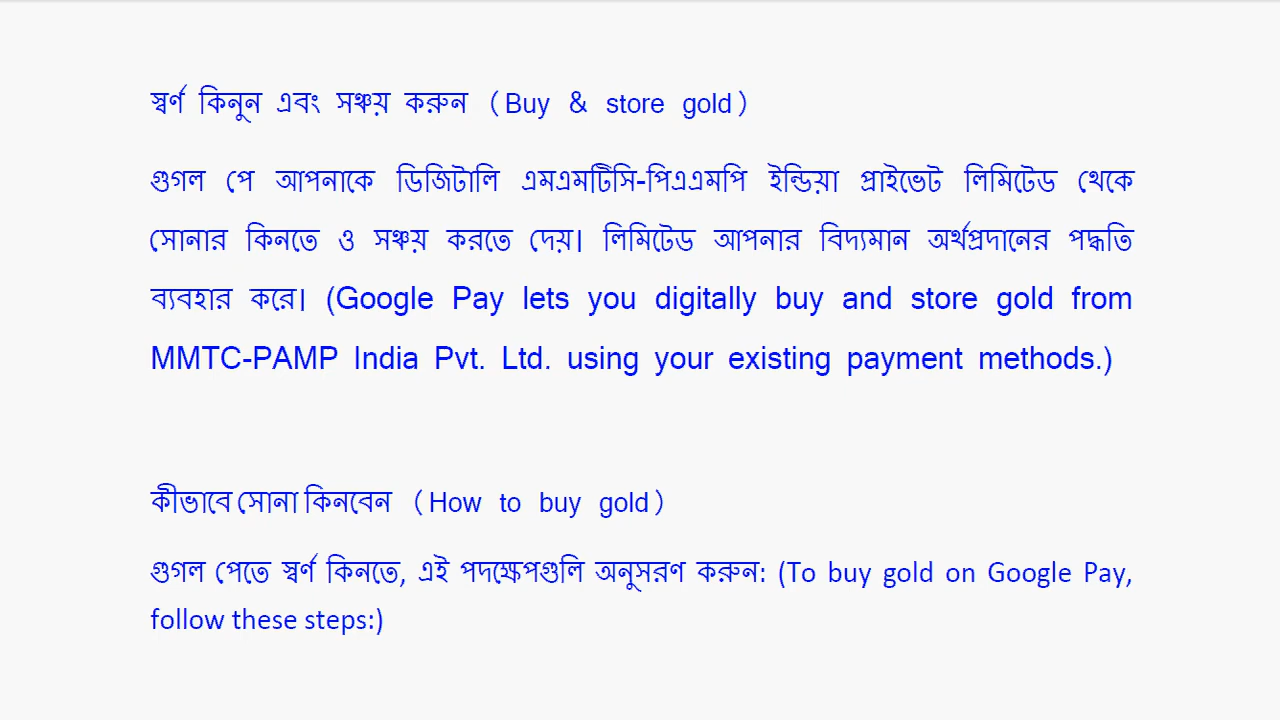 স্বর্ণ কিনুন এবং সঞ্চয় করুন (Buy & store gold)
গুগল পে আপনাকে ডিজিটালি এমএমটিসি-পিএএমপি ইন্ডিয়া প্রাইভেট লিমিটেড থেকে
সোনার কিনতে ও সঞ্চয় করতে দেয়। লিমিটেড আপনার বিদ্যমান অর্থপ্রদানের পদ্ধতি
ব্যবহার করে। (Google Pay lets you digitally buy and store gold from
MMTC-PAMP India Pvt. Ltd. using your existing payment methods.)
কীভাবে সোনা কিনবেন (How to buy gold)
গুগল পেতে স্বর্ণ কিনতে, এই পদক্ষেপগুলি অনুসরণ করুন: (To buy gold on Google Pay,
follow these steps:)